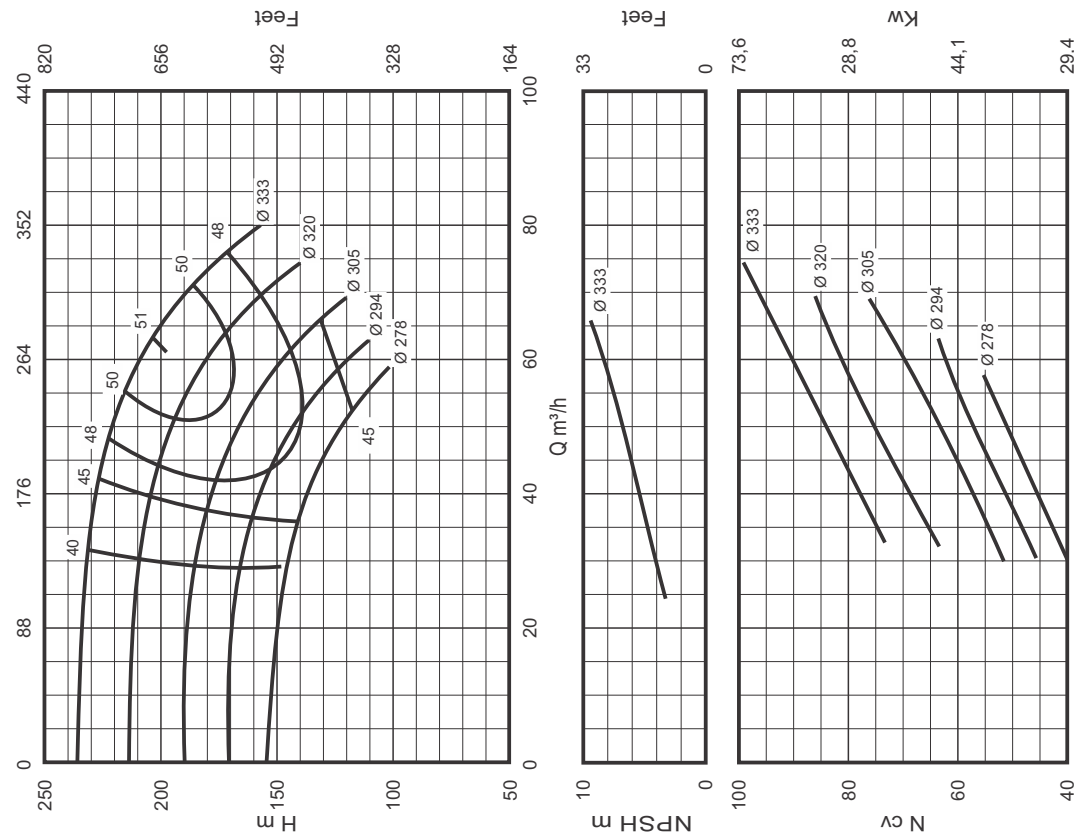 440
352
264
176
88
0
250
200
150
100
50
H m
820
656
492
328
164
Feet
40
45
48
50
51
50
48
Ø 333
Ø 320
Ø 305
Ø 294
Ø 278
45
0
20
40
60
80
100
Q m³/h
10
0
NPSH m
33
0
Feet
Ø 333
100
80
60
40
N cv
73,6
28,8
44,1
29.4
Kw
Ø 333
Ø 320
Ø 305
Ø 294
Ø 278